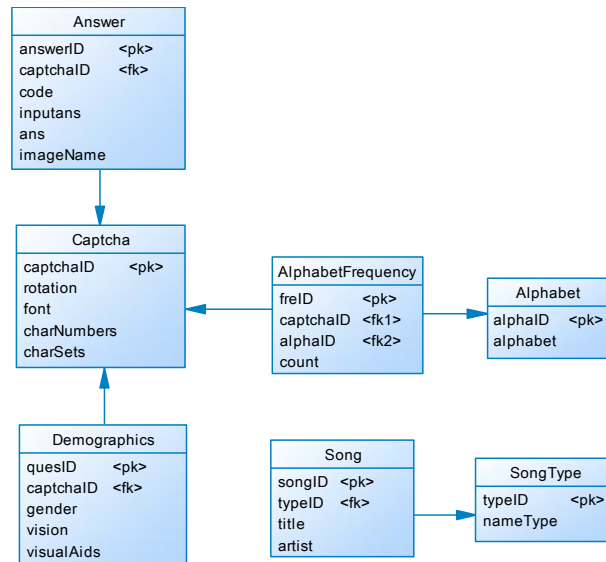 Answer
answerID <pk>
captchaID <fk>
code
inputans
ans
imageName
Captcha
captchaID <pk>
rotation
font
charNumbers
charSets
AlphabetFrequency
freID <pk>
captchaID <fk1>
alphaID <fk2>
count
Alphabet
alphaID <pk>
alphabet
Demographics
quesID <pk>
captchaID <fk>
gender
vision
visualAids
Song
songID <pk>
typeID <fk>
title
artist
SongType
typeID <pk>
nameType